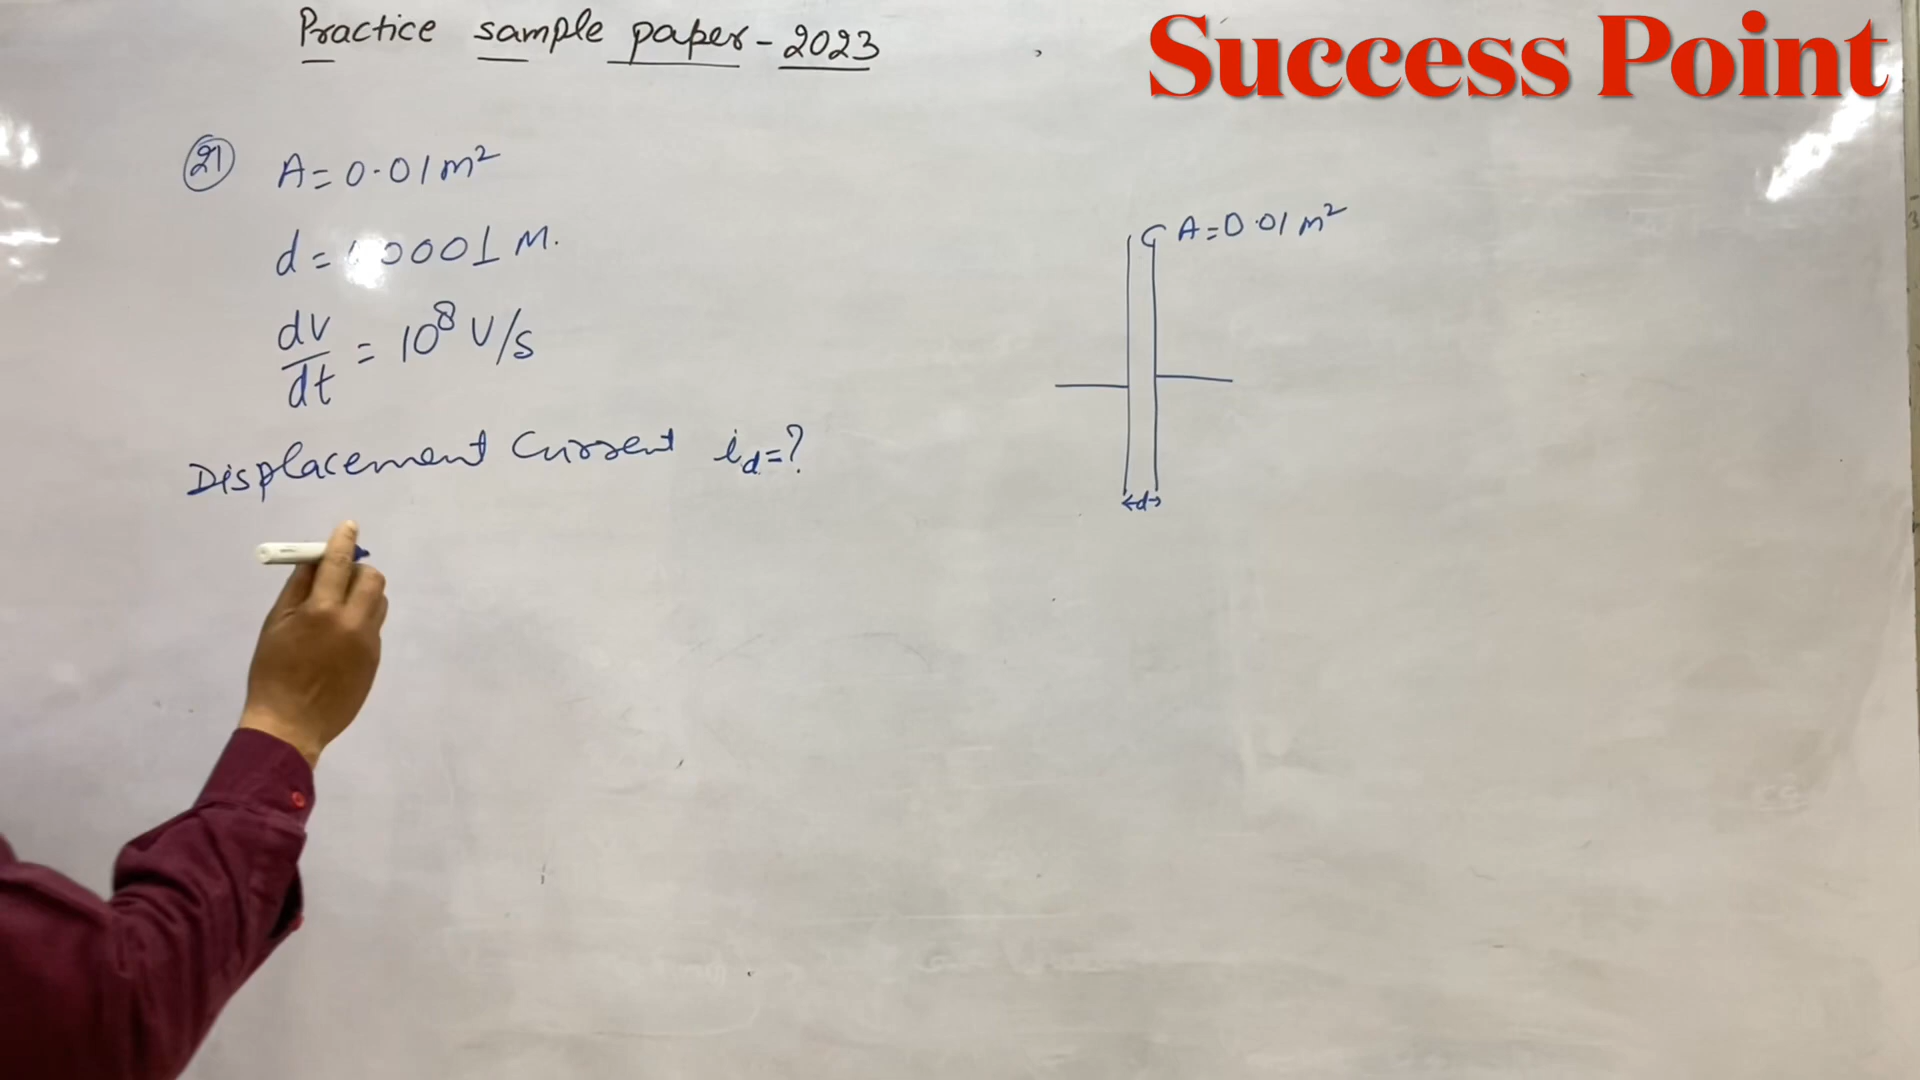 Practice sample paper - 2023
Success Point
21 A = 0.01 m²
d = 0001 M.
dv/dt = 10⁸ V/s
Displacement Current i_d = ?
A = 0.01 m²
d